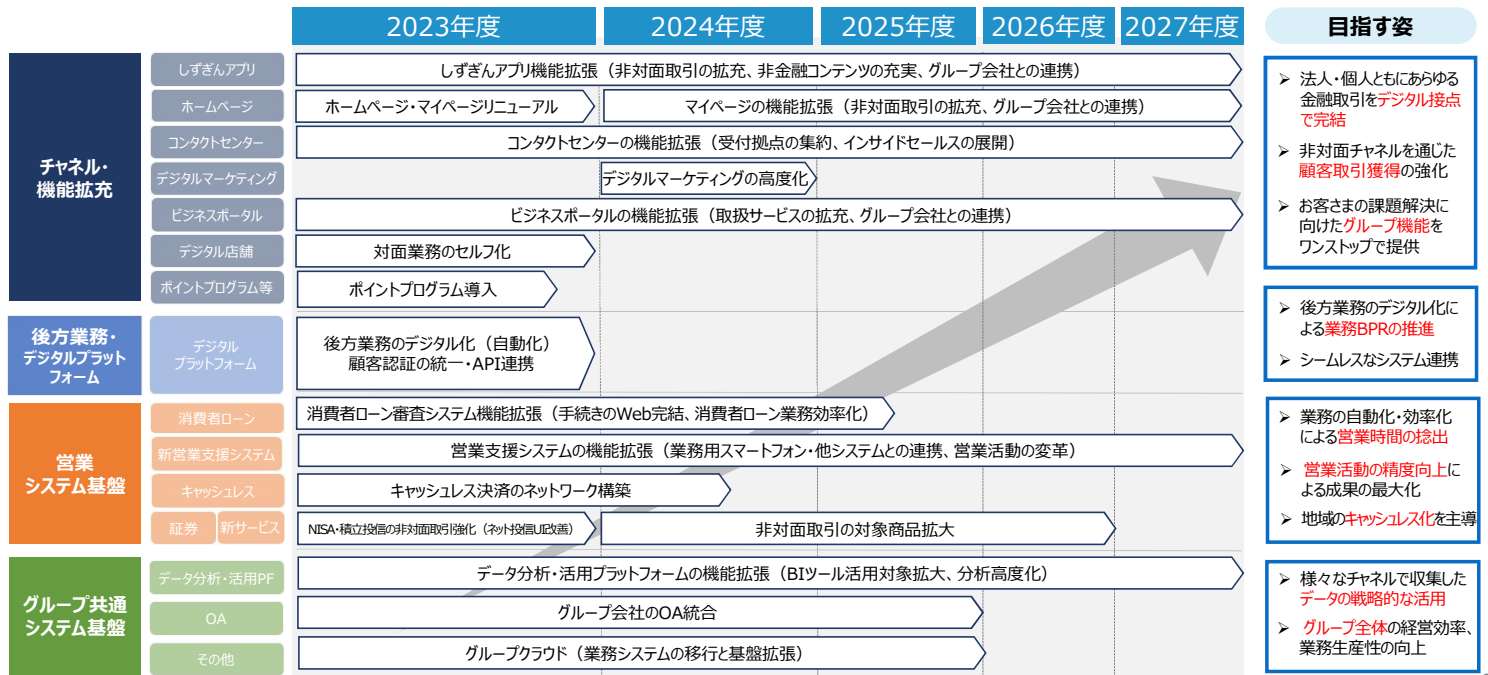 2023年度
2024年度
2025年度
2026年度
2027年度
目指す姿
チャネル・
機能拡充
しずぎんアプリ
しずぎんアプリ機能拡張（非対面取引の拡充、非金融コンテンツの充実、グループ会社との連携）
ホームページ
ホームページ・マイページリニューアル
マイページの機能拡張（非対面取引の拡充、グループ会社との連携）
コンタクトセンター
コンタクトセンターの機能拡張（受付拠点の集約、インサイドセールスの展開）
デジタルマーケティング
デジタルマーケティングの高度化
ビジネスポータル
ビジネスポータルの機能拡張（取扱サービスの拡充、グループ会社との連携）
デジタル店舗
対面業務のセルフ化
ポイントプログラム等
ポイントプログラム導入
➢ 法人・個人ともにあらゆる
金融取引をデジタル接点
で完結
➢ 非対面チャネルを通じた
顧客取引獲得の強化
➢ お客さまの課題解決に
向けたグループ機能を
ワンストップで提供
後方業務・
デジタルプラット
フォーム
デジタル
プラットフォーム
後方業務のデジタル化（自動化）
顧客認証の統一・API連携
➢ 後方業務のデジタル化に
よる業務BPRの推進
➢ シームレスなシステム連携
営業
システム基盤
消費者ローン
消費者ローン審査システム機能拡張（手続きのWeb完結、消費者ローン業務効率化）
新営業支援システム
営業支援システムの機能拡張（業務用スマートフォン・他システムとの連携、営業活動の変革）
キャッシュレス
キャッシュレス決済のネットワーク構築
証券
新サービス
NISA・積立投信の非対面取引強化（ネット投信UI改善）
非対面取引の対象商品拡大
➢ 業務の自動化・効率化
による営業時間の捻出
➢ 営業活動の精度向上に
よる成果の最大化
➢ 地域のキャッシュレス化を主導
グループ共通
システム基盤
データ分析・活用PF
データ分析・活用プラットフォームの機能拡張（BIツール活用対象拡大、分析高度化）
OA
グループ会社のOA統合
その他
グループクラウド（業務システムの移行と基盤拡張）
➢ 様々なチャネルで収集した
データの戦略的な活用
➢ グループ全体の経営効率、
業務生産性の向上